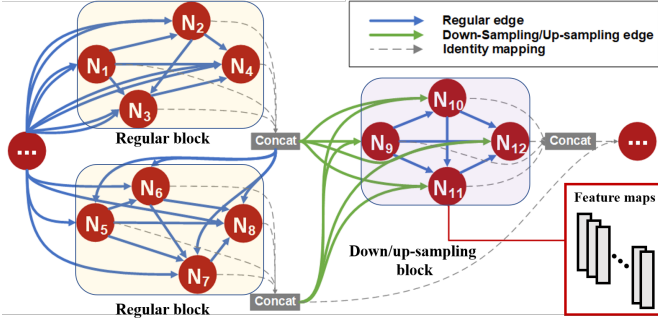 Regular edge
Down-Sampling/Up-sampling edge
Identity mapping
N2
N1
N4
N3
Regular block
...
Concat
N10
N9
N12
N11
Concat
...
Down/up-sampling
block
N6
N5
N8
N7
Regular block
Concat
Feature maps
...